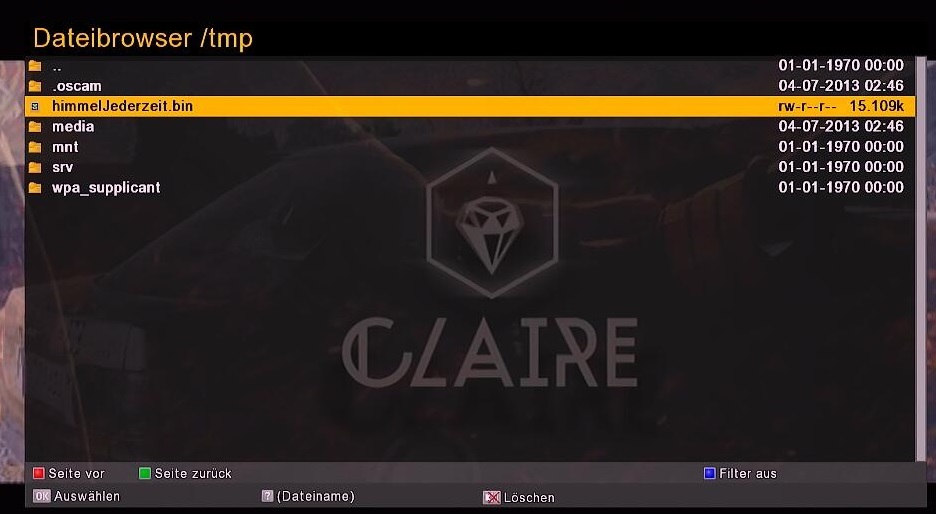 Dateibrowser /tmp
.. 01-01-1970 00:00
.oscam 04-07-2013 02:46
himmelJederzeit.bin rw-r--r-- 15.109k
media 04-07-2013 02:46
mnt 01-01-1970 00:00
srv 01-01-1970 00:00
wpa_supplicant 01-01-1970 00:00
CLAIRE
Seite vor Seite zurück Filter aus
OK Auswählen ? (Dateiname) Löschen